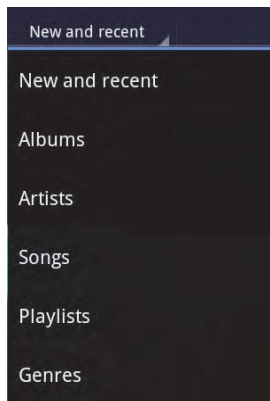 New and recent
New and recent
Albums
Artists
Songs
Playlists
Genres